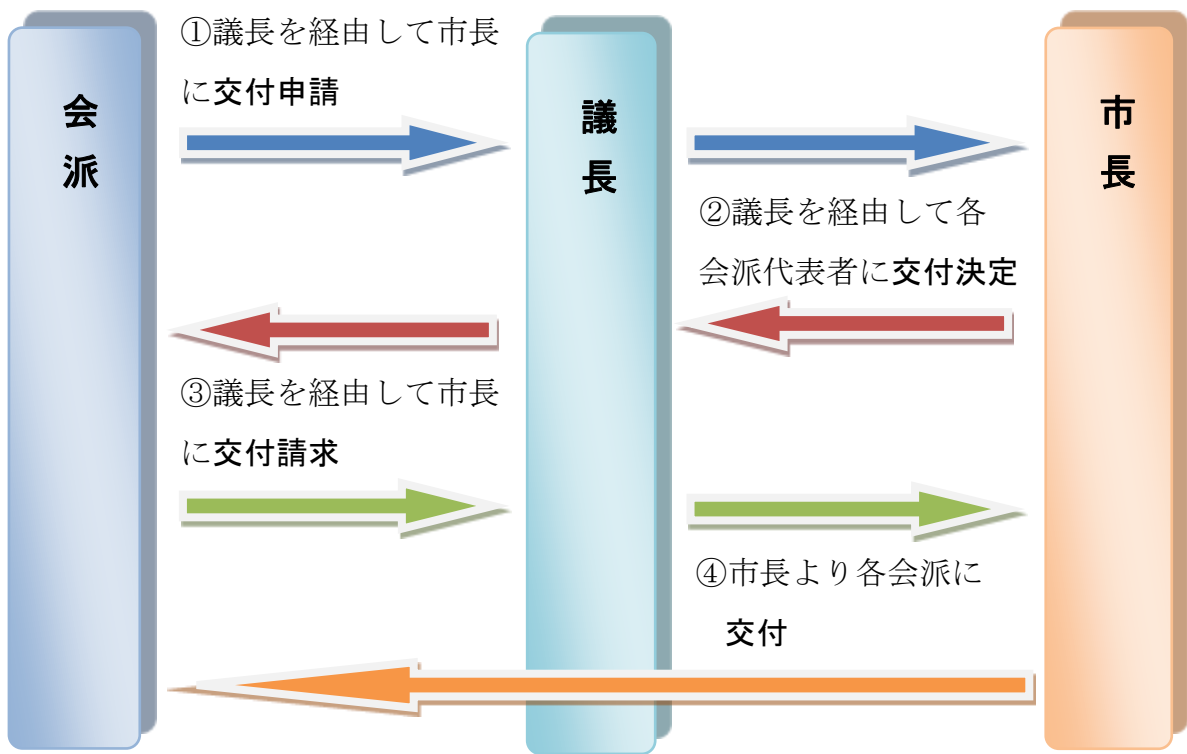 会派
議長
市長
①議長を経由して市長
に交付申請
②議長を経由して各
会派代表者に交付決定
③議長を経由して市長
に交付請求
④市長より各会派に
交付